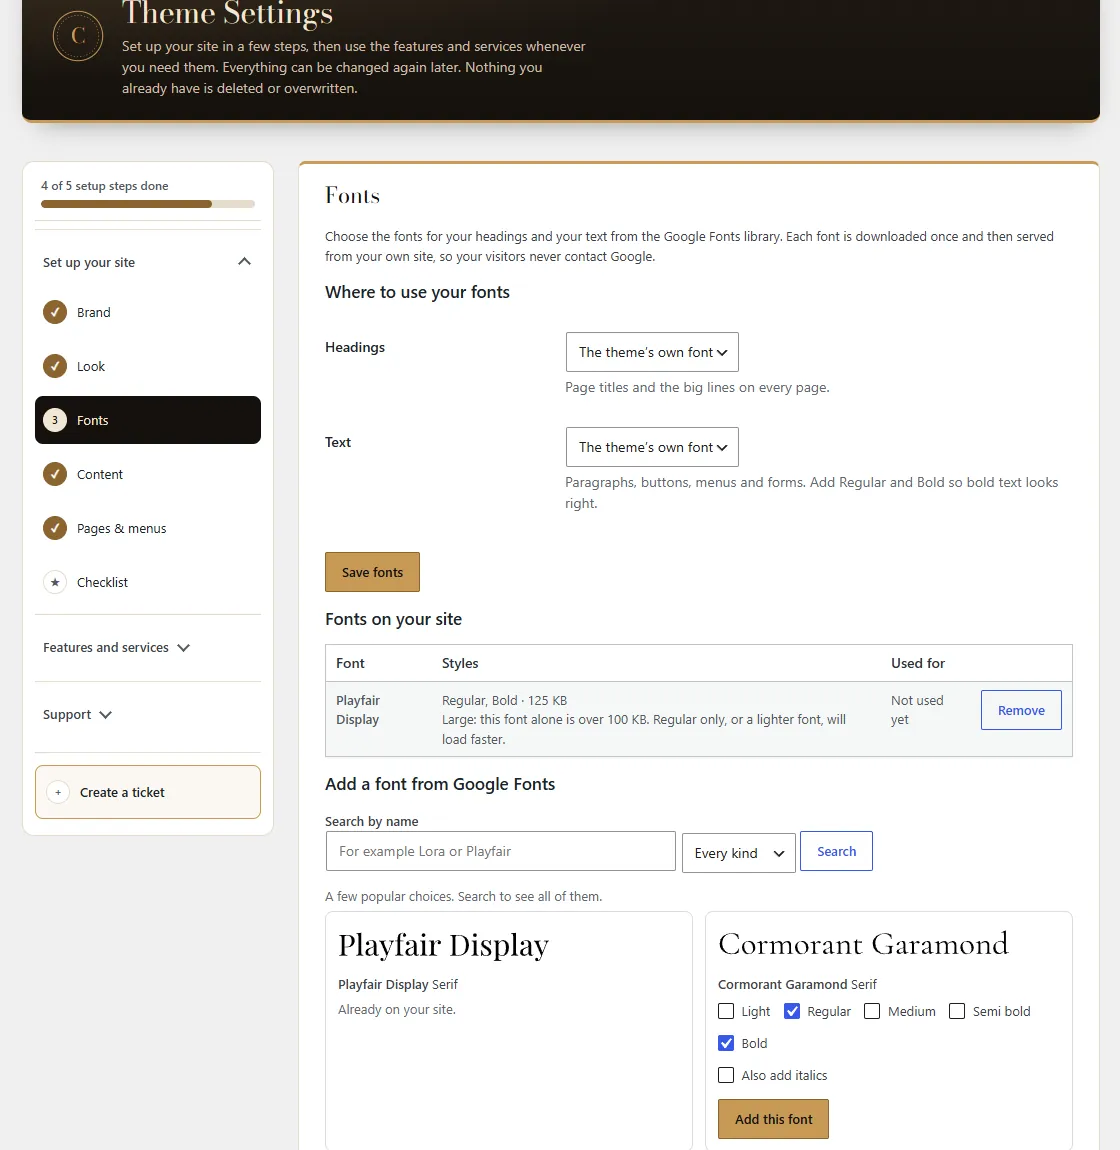 C
Theme Settings
Set up your site in a few steps, then use the features and services whenever
you need them. Everything can be changed again later. Nothing you
already have is deleted or overwritten.
4 of 5 setup steps done
Set up your site
Brand
Look
3 Fonts
Content
Pages & menus
Checklist
Features and services
Support
+ Create a ticket
Fonts
Choose the fonts for your headings and your text from the Google Fonts library. Each font is downloaded once and then served
from your own site, so your visitors never contact Google.
Where to use your fonts
Headings
The theme's own font
Page titles and the big lines on every page.
Text
The theme's own font
Paragraphs, buttons, menus and forms. Add Regular and Bold so bold text looks
right.
Save fonts
Fonts on your site
Font Styles Used for
Playfair Display
Regular, Bold · 125 KB
Large: this font alone is over 100 KB. Regular only, or a lighter font, will
load faster.
Not used yet
Remove
Add a font from Google Fonts
Search by name
For example Lora or Playfair
Every kind
Search
A few popular choices. Search to see all of them.
Playfair Display
Playfair Display Serif
Already on your site.
Cormorant Garamond
Cormorant Garamond Serif
Light Regular Medium Semi bold
Bold
Also add italics
Add this font